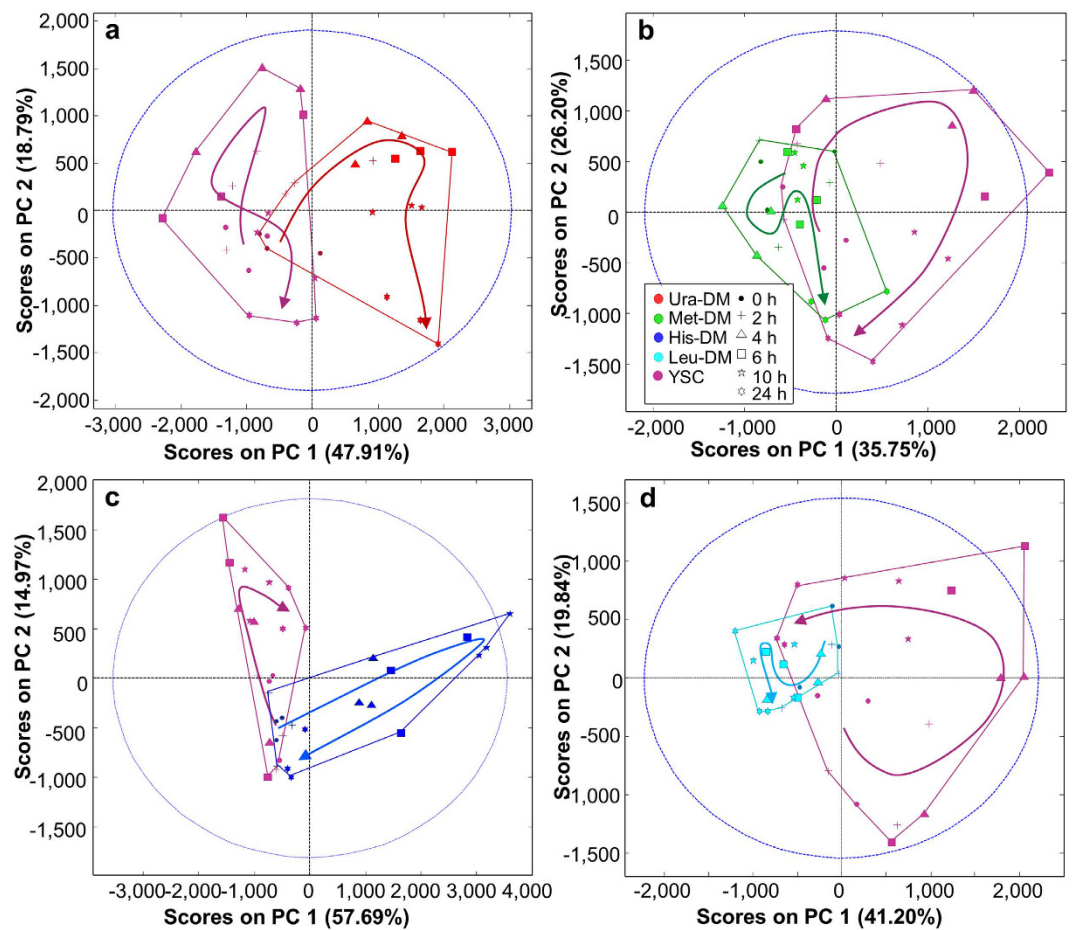 a
2,000
1,500
1,000
500
0
-500
-1,000
-1,500
-2,000
Scores on PC 2 (18.79%)
-3,000 -2,000 -1,000 0 1,000 2,000 3,000
Scores on PC 1 (47.91%)
b
1,500
1,000
500
0
-500
-1,000
-1,500
Scores on PC 2 (26.20%)
Ura-DM 0 h
Met-DM 2 h
His-DM 4 h
Leu-DM 6 h
YSC 10 h
24 h
-2,000 -1,000 0 1,000 2,000
Scores on PC 1 (35.75%)
c
2,000
1,500
1,000
500
0
-500
-1,000
-1,500
Scores on PC 2 (14.97%)
-3,000 -2,000 -1,000 0 1,000 2,000 3,000 4,000
Scores on PC 1 (57.69%)
d
1,500
1,000
500
0
-500
-1,000
-1,500
Scores on PC 2 (19.84%)
-2,000 -1,000 0 1,000 2,000
Scores on PC 1 (41.20%)